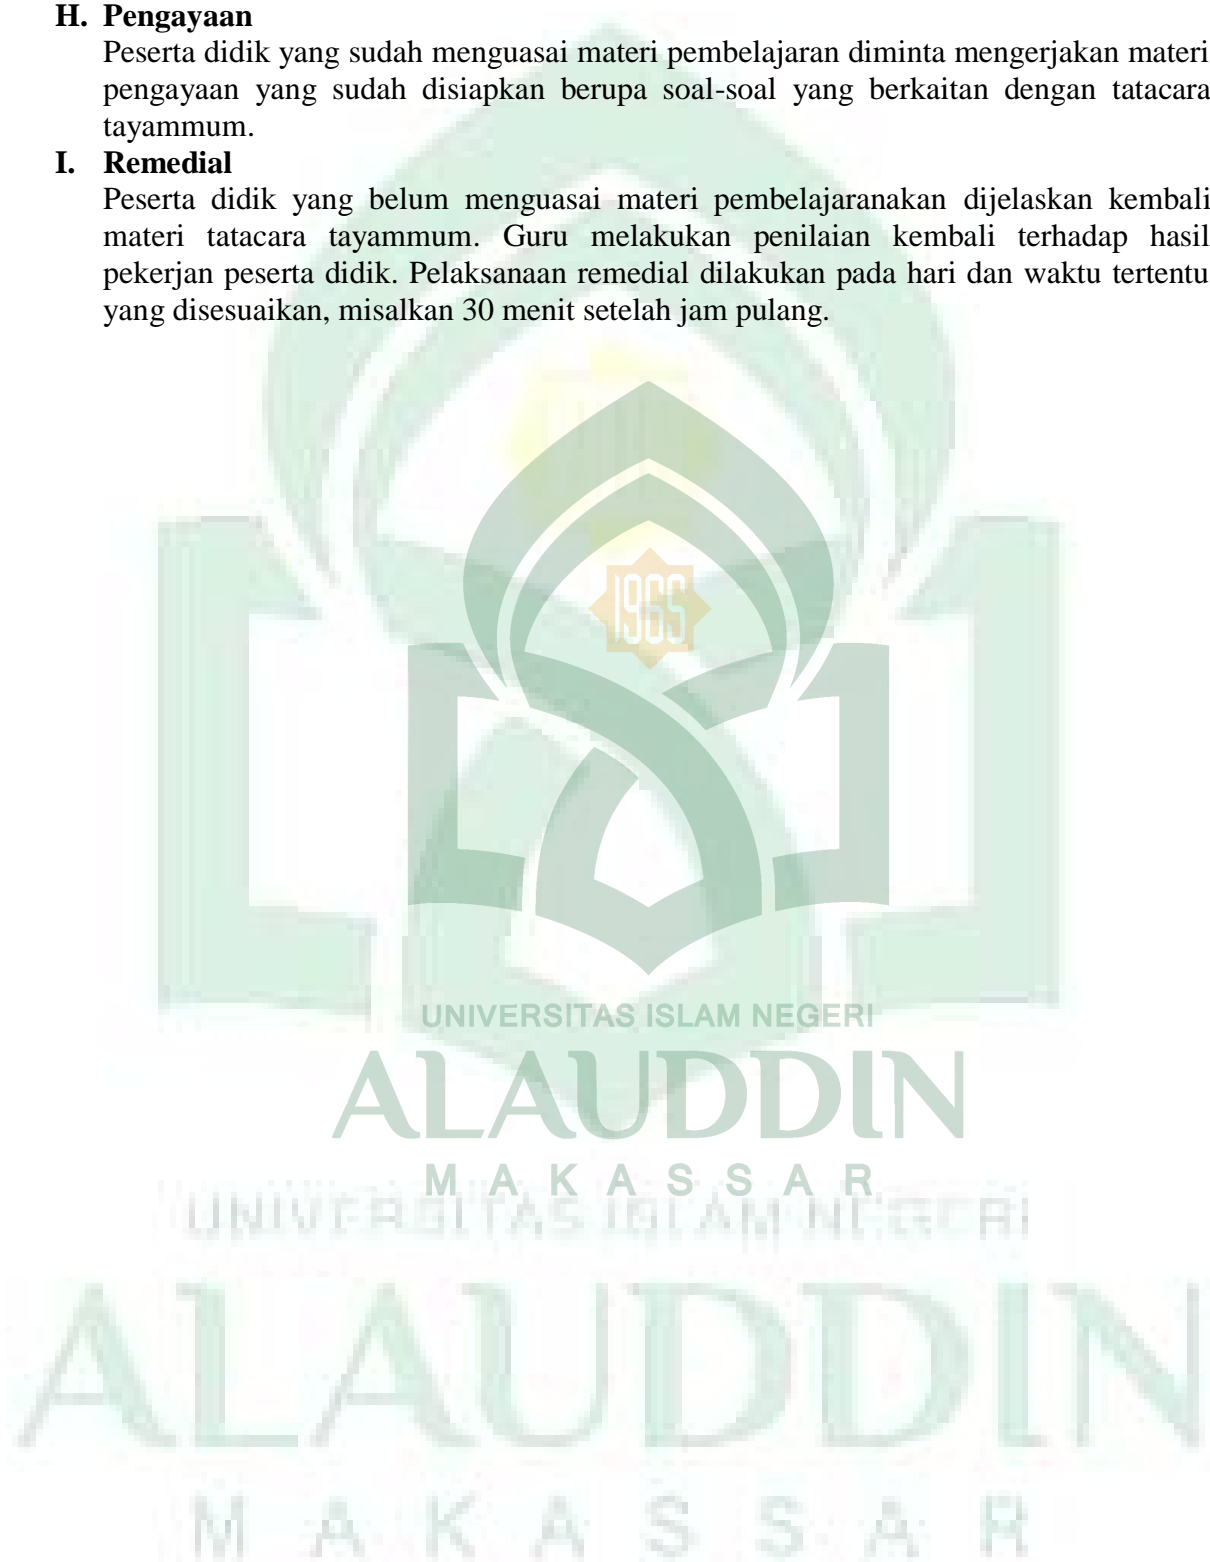 H. Pengayaan
Peserta didik yang sudah menguasai materi pembelajaran diminta mengerjakan materi
pengayaan yang sudah disiapkan berupa soal-soal yang berkaitan dengan tatacara
tayammum.
I. Remedial
Peserta didik yang belum menguasai materi pembelajaranakan dijelaskan kembali
materi tatacara tayammum. Guru melakukan penilaian kembali terhadap hasil
pekerjan peserta didik. Pelaksanaan remedial dilakukan pada hari dan waktu tertentu
yang disesuaikan, misalkan 30 menit setelah jam pulang.
1965
UNIVERSITAS ISLAM NEGERI
ALAUDDIN
MAKASSAR
UNIVERSITAS ISLAM NEGERI
ALAUDDIN
MAKASSAR